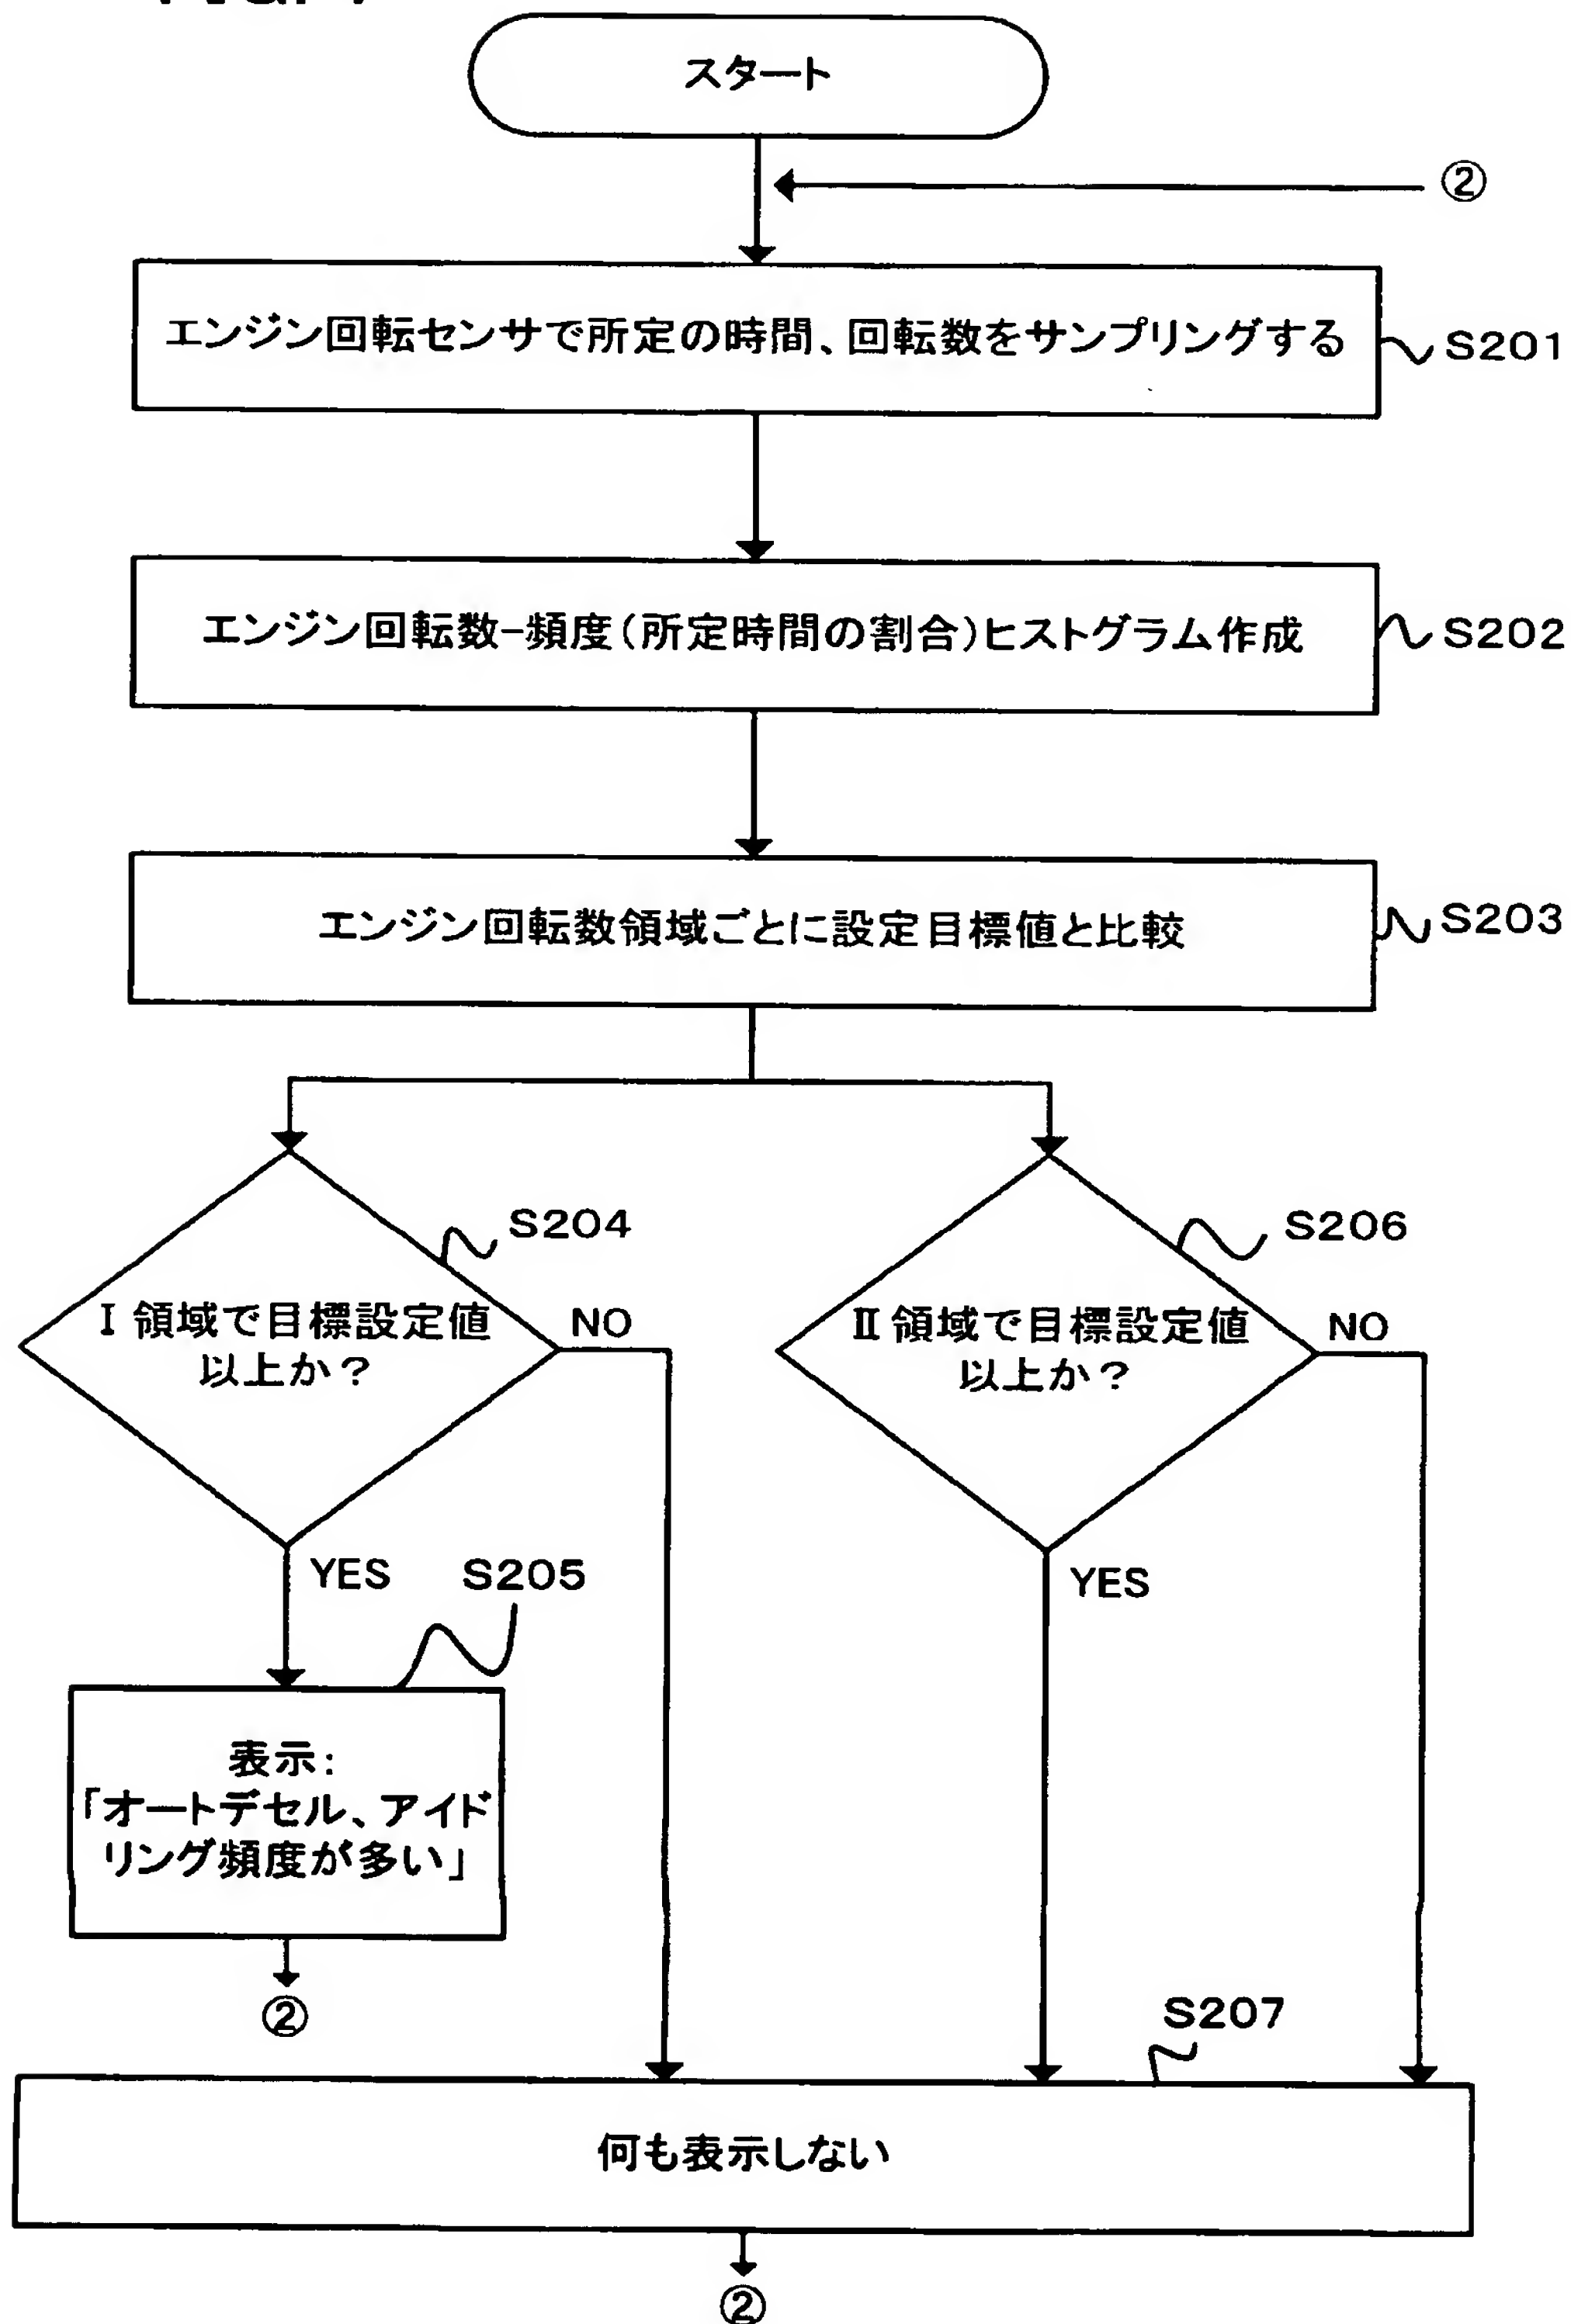 スタート
②
エンジン回転センサで所定の時間、回転数をサンプリングする
S201
エンジン回転数-頻度(所定時間の割合)ヒストグラム作成
S202
エンジン回転数領域ごとに設定目標値と比較
S203
S204
Ⅰ領域で目標設定値
以上か?
NO
S206
Ⅱ領域で目標設定値
以上か?
NO
YES
S205
YES
表示:
「オートデセル、アイド
リング頻度が多い」
②
S207
何も表示しない
②